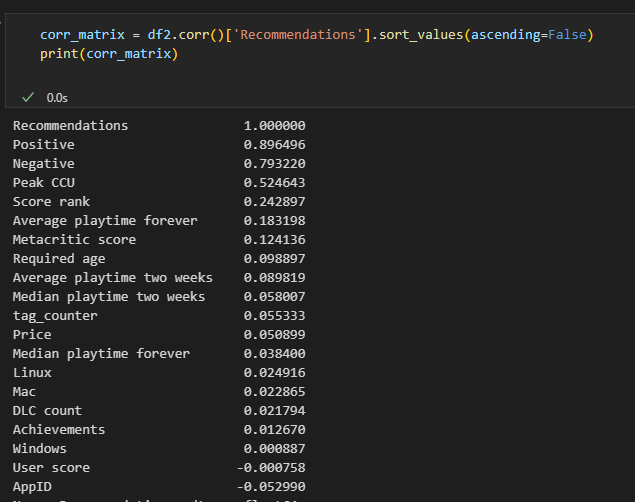 corr_matrix = df2.corr()['Recommendations'].sort_values(ascending=False)
print(corr_matrix)
0.0s
Recommendations 1.000000
Positive 0.896496
Negative 0.793220
Peak CCU 0.524643
Score rank 0.242897
Average playtime forever 0.183198
Metacritic score 0.124136
Required age 0.098897
Average playtime two weeks 0.089819
Median playtime two weeks 0.058007
tag_counter 0.055333
Price 0.050899
Median playtime forever 0.038400
Linux 0.024916
Mac 0.022865
DLC count 0.021794
Achievements 0.012670
Windows 0.000887
User score -0.000758
AppID -0.052990